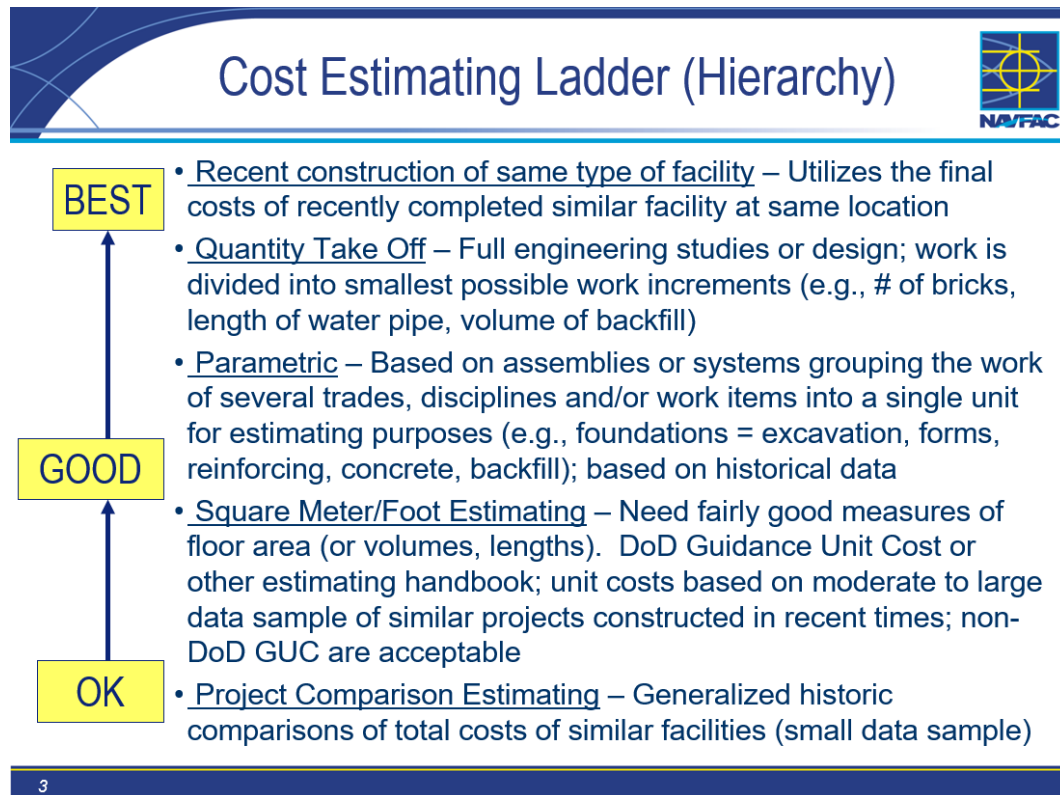 Cost Estimating Ladder (Hierarchy)
NAVFAC
BEST
• Recent construction of same type of facility – Utilizes the final
costs of recently completed similar facility at same location
• Quantity Take Off – Full engineering studies or design; work is
divided into smallest possible work increments (e.g., # of bricks,
length of water pipe, volume of backfill)
• Parametric – Based on assemblies or systems grouping the work
of several trades, disciplines and/or work items into a single unit
for estimating purposes (e.g., foundations = excavation, forms,
reinforcing, concrete, backfill); based on historical data
GOOD
• Square Meter/Foot Estimating – Need fairly good measures of
floor area (or volumes, lengths).  DoD Guidance Unit Cost or
other estimating handbook; unit costs based on moderate to large
data sample of similar projects constructed in recent times; non-
DoD GUC are acceptable
OK
• Project Comparison Estimating – Generalized historic
comparisons of total costs of similar facilities (small data sample)
3